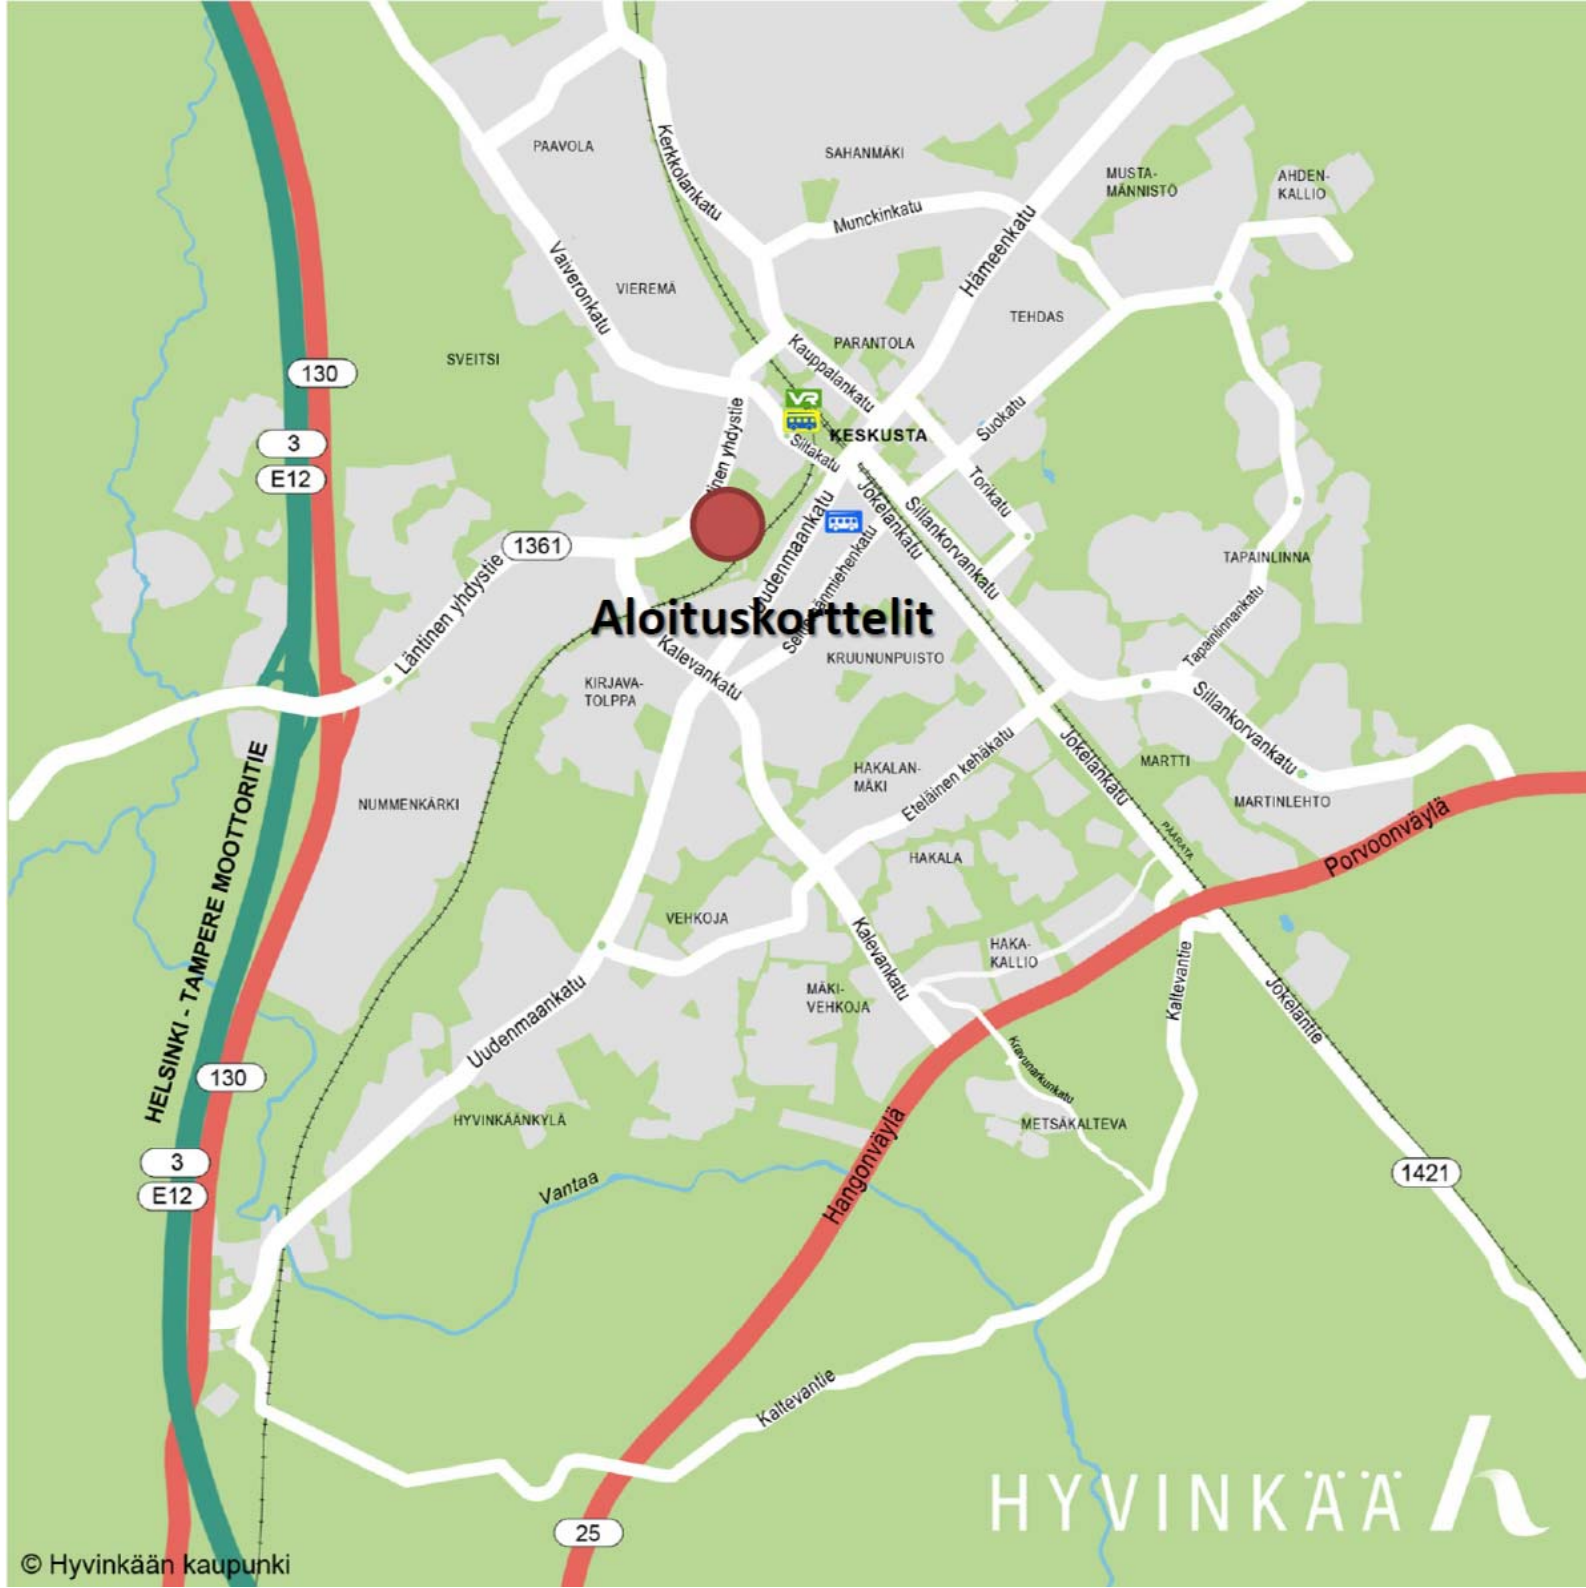 PAAVOLA
SAHANMÄKI
MUSTA-
MÄNNISTÖ
AHDEN-
KALLIO
Kerkkolankatu
Munckinkatu
Hämeenkatu
Vaiveronkatu
VIEREMÄ
TEHDAS
PARANTOLA
SVEITSI
130
Kauppalankatu
VR
Suokatu
3
E12
KESKUSTA
Siltakatu
tinen yhdystie
Torikatu
Uudenmaankatu
Jokelankatu
Sillankorvankatu
1361
TAPAINLINNA
Läntinen yhdystie
Aloituskorttelit
Tapainlinnankatu
Kalevankatu
KRUUNUNPUISTO
KIRJAVA-
TOLPPA
Sillankorvankatu
HELSINKI - TAMPERE MOOTTORITIE
Jokelankatu
MARTTI
HAKALAN-
MÄKI
Eteläinen kehäkatu
NUMMENKÄRKI
MARTINLEHTO
PÄÄRATA
Porvoonväylä
HAKALA
VEHKOJA
Kalevankatu
HAKA-
KALLIO
Kaltevantie
MÄKI-
VEHKOJA
Jokelantie
Uudenmaankatu
Kravunarkunkatu
130
HYVINKÄÄNKYLÄ
METSÄKALTEVA
Hangonväylä
3
E12
Vantaa
1421
Kaltevantie
HYVINKÄÄ
25
© Hyvinkään kaupunki